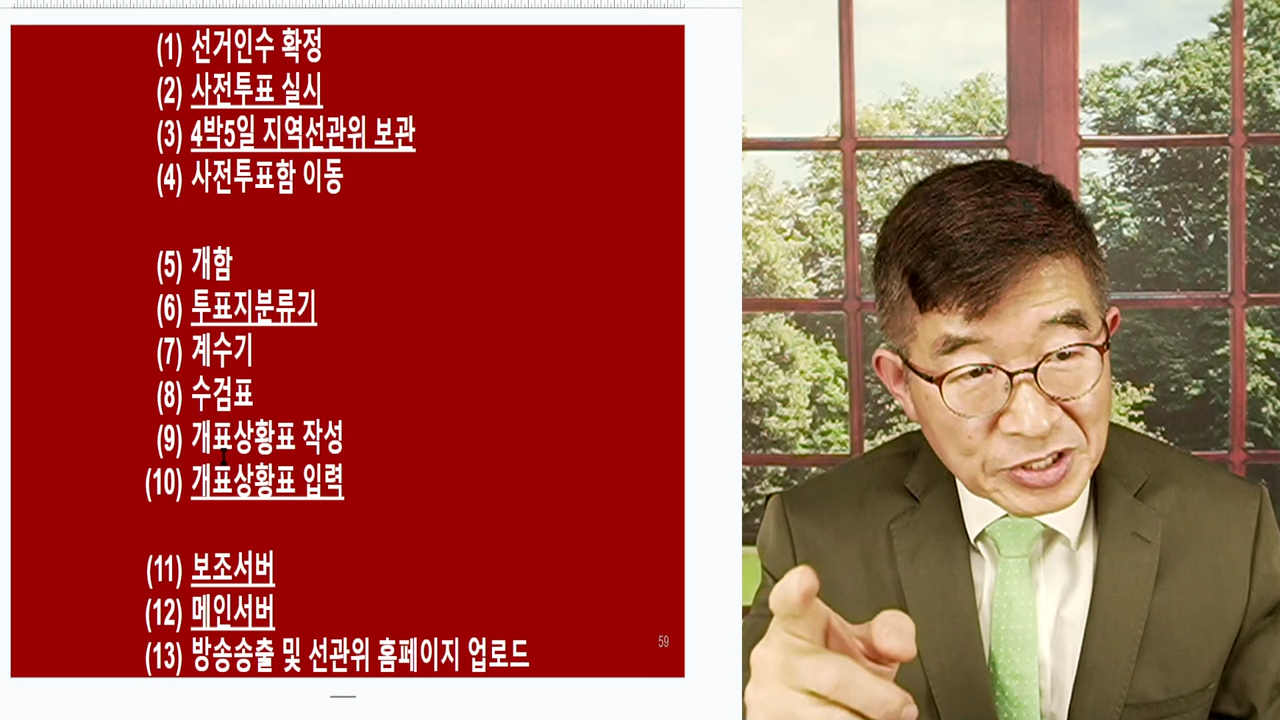 (1) 선거인수 확정
(2) 사전투표 실시
(3) 4박5일 지역선관위 보관
(4) 사전투표함 이동
(5) 개함
(6) 투표지분류기
(7) 계수기
(8) 수검표
(9) 개표상황표 작성
(10) 개표상황표 입력
(11) 보조서버
(12) 메인서버
(13) 방송송출 및 선관위 홈페이지 업로드
59